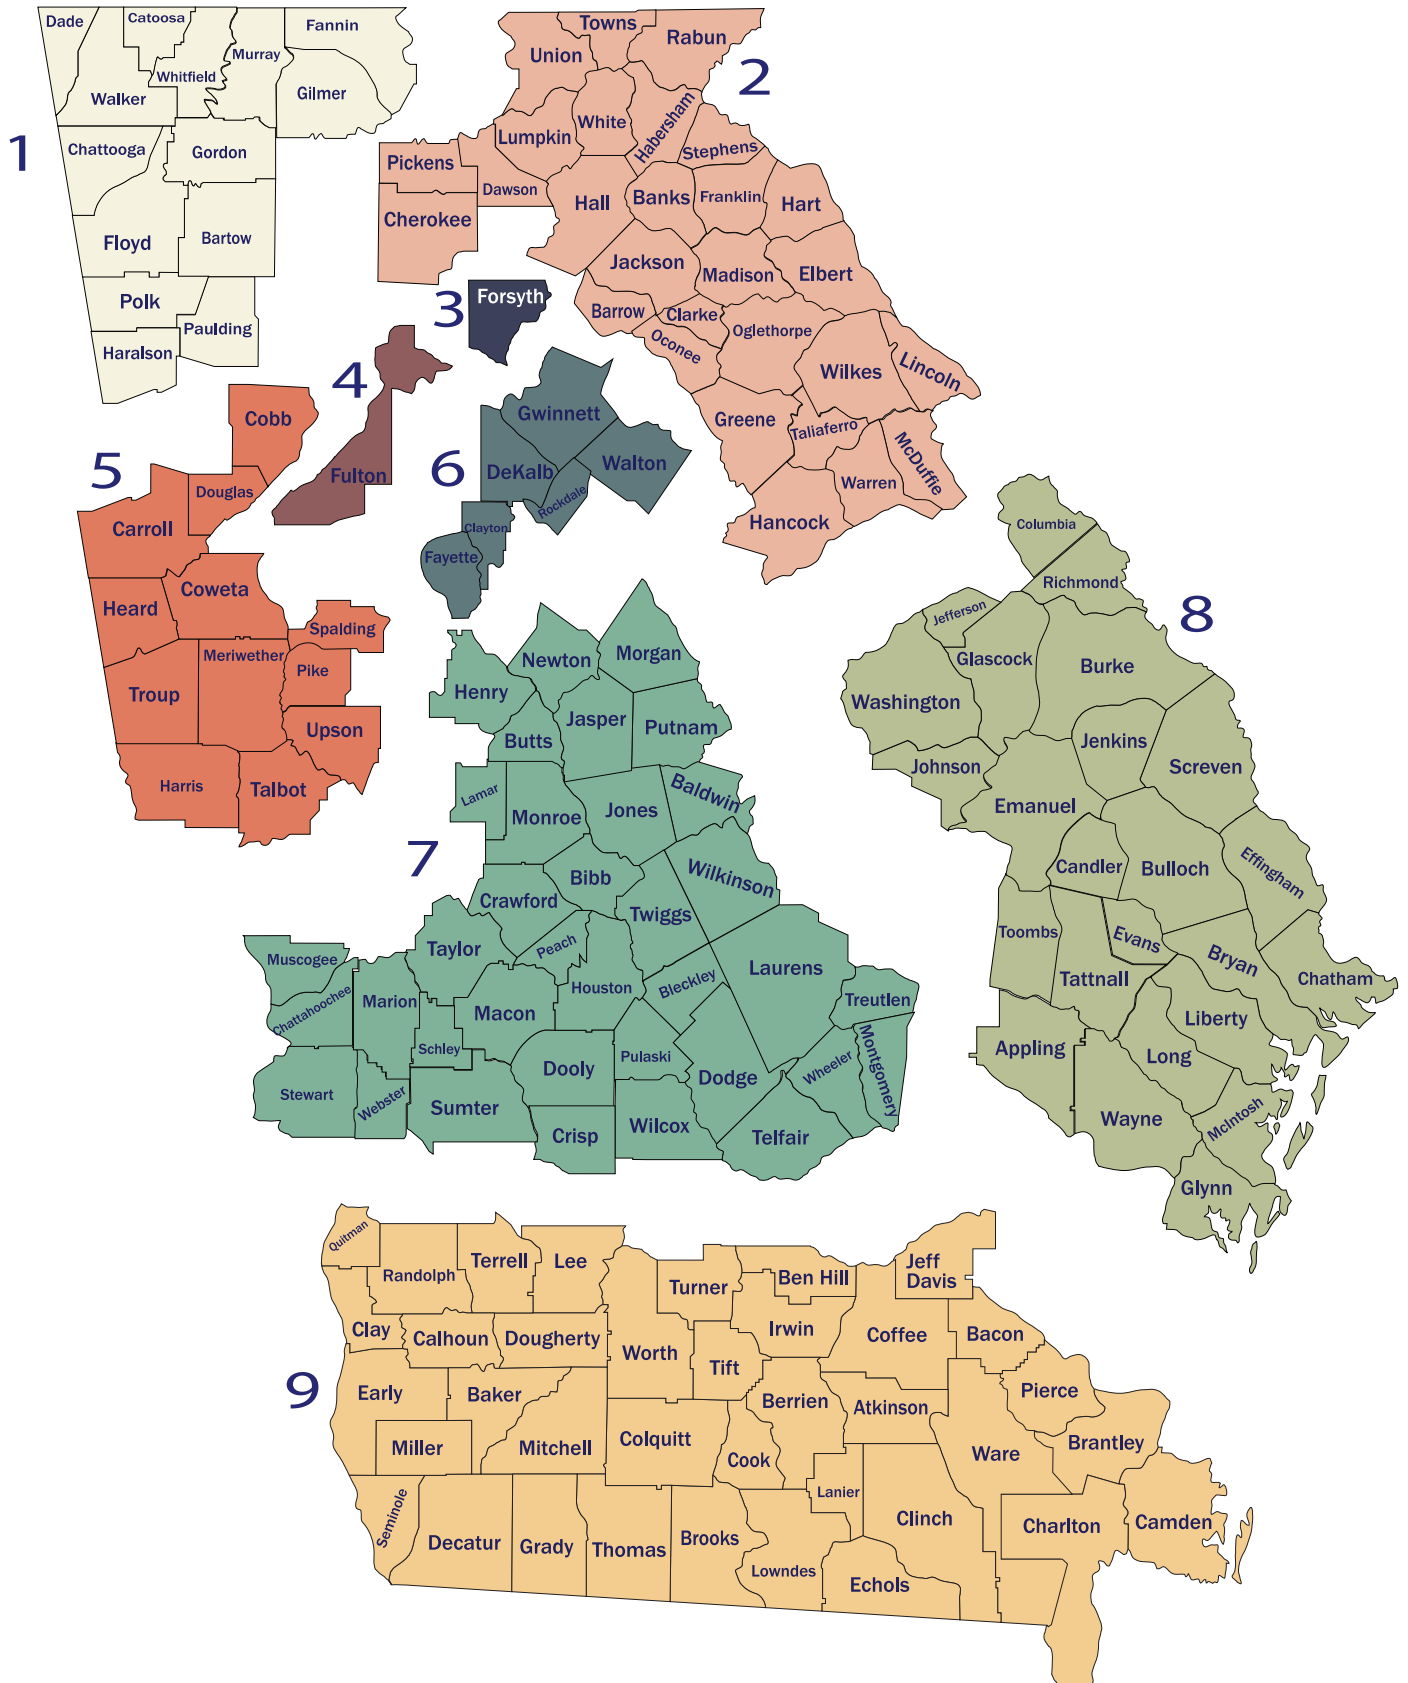 1
Dade
Catoosa
Fannin
Murray
Whitfield
Walker
Gilmer
Chattooga
Gordon
Floyd
Bartow
Polk
Paulding
Haralson
2
Towns
Rabun
Union
White
Habersham
Lumpkin
Stephens
Pickens
Dawson
Hall
Banks
Franklin
Hart
Cherokee
Jackson
Madison
Elbert
Barrow
Clarke
Oglethorpe
Oconee
Wilkes
Lincoln
Greene
Taliaferro
McDuffie
Warren
Hancock
3
Forsyth
4
Fulton
5
Cobb
Douglas
Carroll
Coweta
Heard
Spalding
Meriwether
Pike
Troup
Upson
Harris
Talbot
6
Gwinnett
DeKalb
Walton
Rockdale
Clayton
Fayette
7
Morgan
Newton
Henry
Jasper
Putnam
Butts
Lamar
Monroe
Jones
Baldwin
Bibb
Wilkinson
Crawford
Twiggs
Taylor
Peach
Muscogee
Laurens
Houston
Bleckley
Chattahoochee
Marion
Macon
Treutlen
Schley
Pulaski
Dooly
Dodge
Wheeler
Montgomery
Stewart
Webster
Sumter
Crisp
Wilcox
Telfair
8
Columbia
Richmond
Jefferson
Glascock
Burke
Washington
Jenkins
Screven
Johnson
Emanuel
Candler
Bulloch
Effingham
Toombs
Evans
Bryan
Tattnall
Chatham
Liberty
Appling
Long
Wayne
McIntosh
Glynn
9
Quitman
Randolph
Terrell
Lee
Turner
Ben Hill
Jeff
Davis
Clay
Calhoun
Dougherty
Worth
Irwin
Coffee
Bacon
Tift
Early
Baker
Berrien
Atkinson
Pierce
Miller
Mitchell
Colquitt
Cook
Ware
Brantley
Lanier
Seminole
Decatur
Grady
Thomas
Brooks
Lowndes
Clinch
Echols
Charlton
Camden